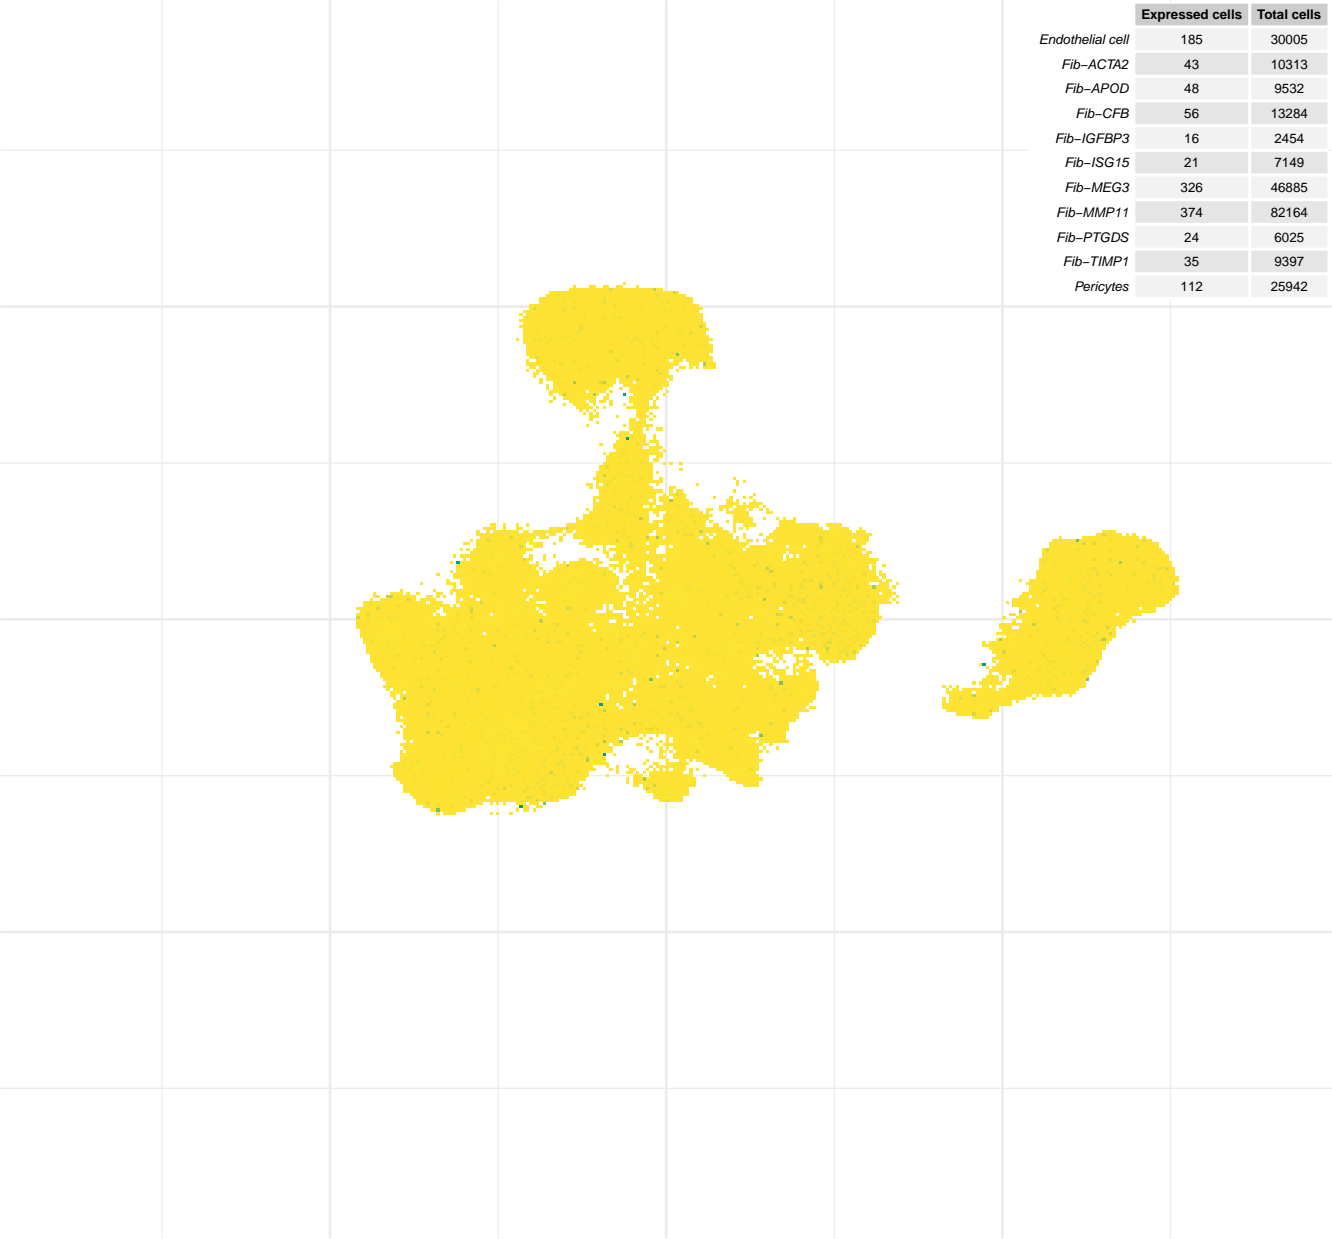 Expressed cells Total cells
Endothelial cell 185 30005
Fib−ACTA2 43 10313
Fib−APOD 48 9532
Fib−CFB 56 13284
Fib−IGFBP3 16 2454
Fib−ISG15 21 7149
Fib−MEG3 326 46885
Fib−MMP11 374 82164
Fib−PTGDS 24 6025
Fib−TIMP1 35 9397
Pericytes 112 25942